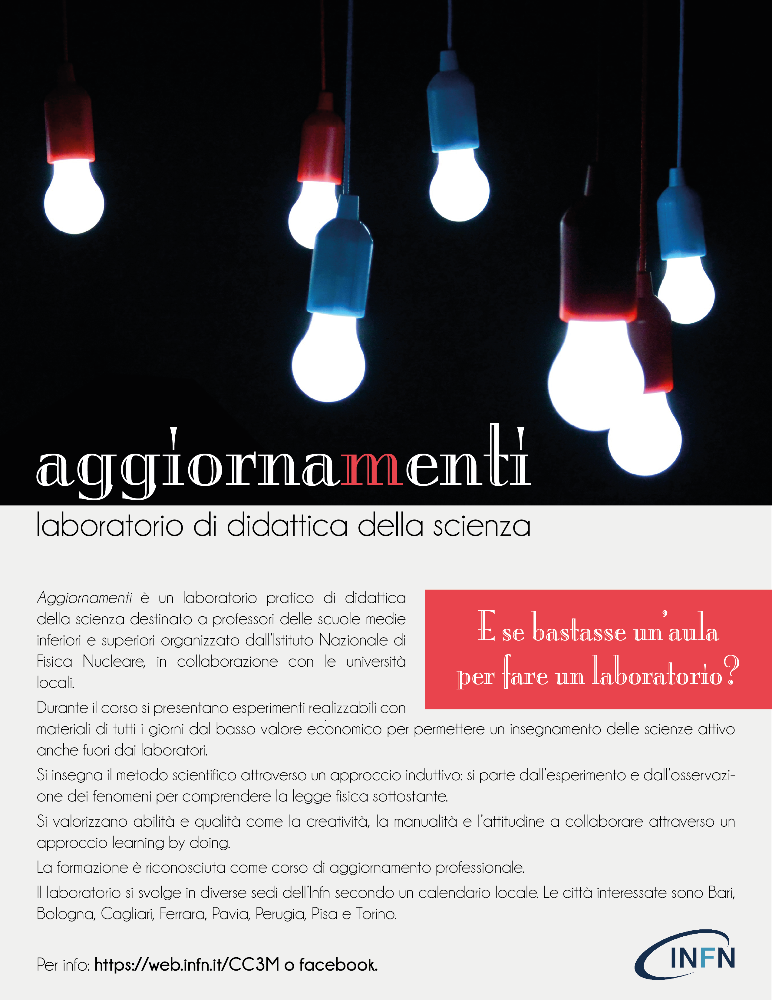 aggiornamenti
laboratorio di didattica della scienza
Aggiornamenti è un laboratorio pratico di didattica
della scienza destinato a professori delle scuole medie
inferiori e superiori organizzato dall'Istituto Nazionale di
Fisica Nucleare, in collaborazione con le università
locali.
E se bastasse un'aula
per fare un laboratorio?
Durante il corso si presentano esperimenti realizzabili con
materiali di tutti i giorni dal basso valore economico per permettere un insegnamento delle scienze attivo
anche fuori dai laboratori.
Si insegna il metodo scientifico attraverso un approccio induttivo: si parte dall'esperimento e dall'osservazi-
one dei fenomeni per comprendere la legge fisica sottostante.
Si valorizzano abilità e qualità come la creatività, la manualità e l'attitudine a collaborare attraverso un
approccio learning by doing.
La formazione è riconosciuta come corso di aggiornamento professionale.
Il laboratorio si svolge in diverse sedi dell'Infn secondo un calendario locale. Le città interessate sono Bari,
Bologna, Cagliari, Ferrara, Pavia, Perugia, Pisa e Torino.
Per info: https://web.infn.it/CC3M o facebook.
INFN